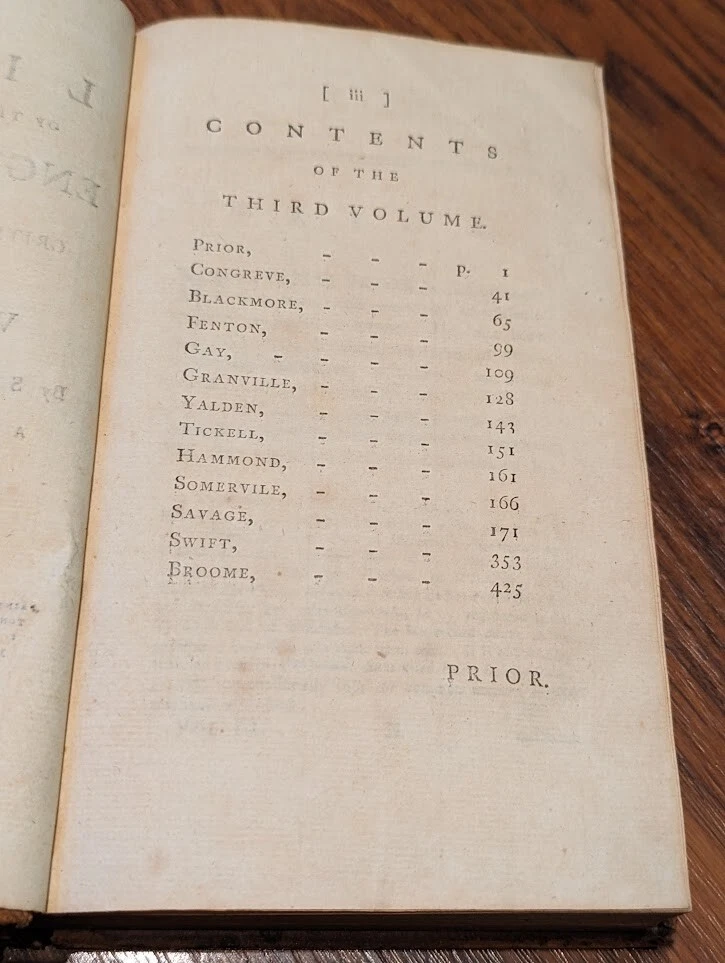 [ iii ]
CONTENTS
OF THE
THIRD VOLUME.
PRIOR, - - - p. 1
CONGREVE, - - - 41
BLACKMORE, - - - 65
FENTON, - - - 99
GAY, - - - - 109
GRANVILLE, - - - 128
YALDEN, - - - 143
TICKELL, - - - 151
HAMMOND, - - - 161
SOMERVILE, - - - 166
SAVAGE, - - - 171
SWIFT, - - - 353
BROOME, - - - 425
PRIOR.